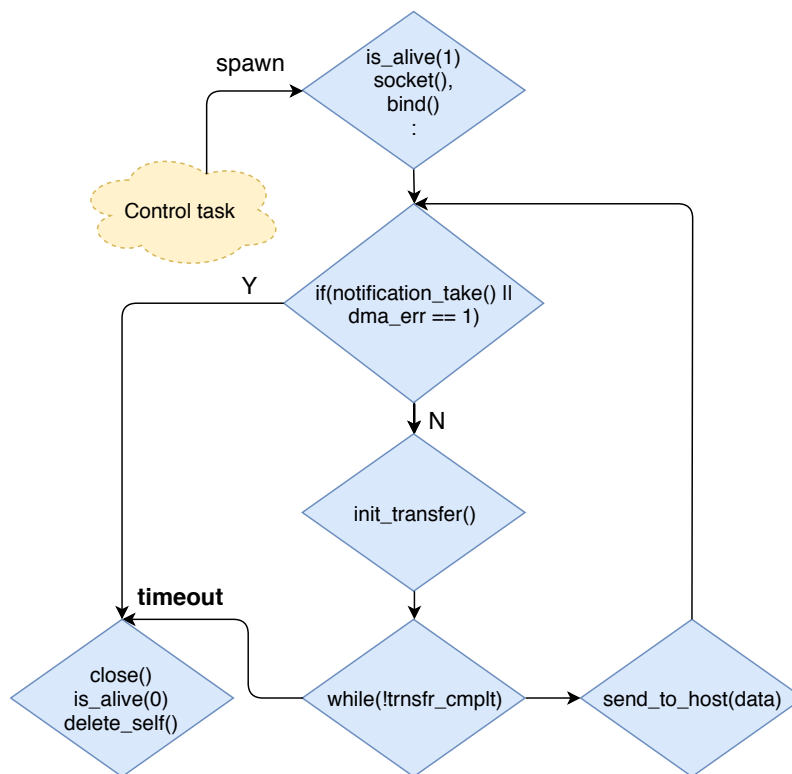 spawn
is_alive(1)
socket(),
bind()
:
Control task
Y
if(notification_take() ||
dma_err == 1)
N
init_transfer()
timeout
close()
is_alive(0)
delete_self()
while(!trnsfr_cmplt)
send_to_host(data)